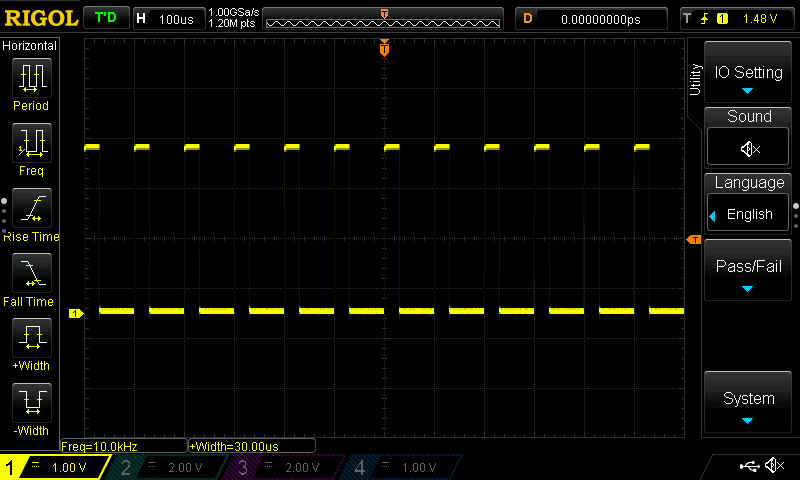 RIGOL T'D H 100us 1.00GSa/s 1.20M pts T D 0.00000000ps T 1 1.48 V
Horizontal
Period
Freq
Rise Time
Fall Time
+Width
-Width
T
T
1
Utility
IO Setting
Sound
Language
English
Pass/Fail
System
Freq=10.0kHz +Width=30.00us
1 1.00 V 2 2.00 V 3 2.00 V 4 1.00 V